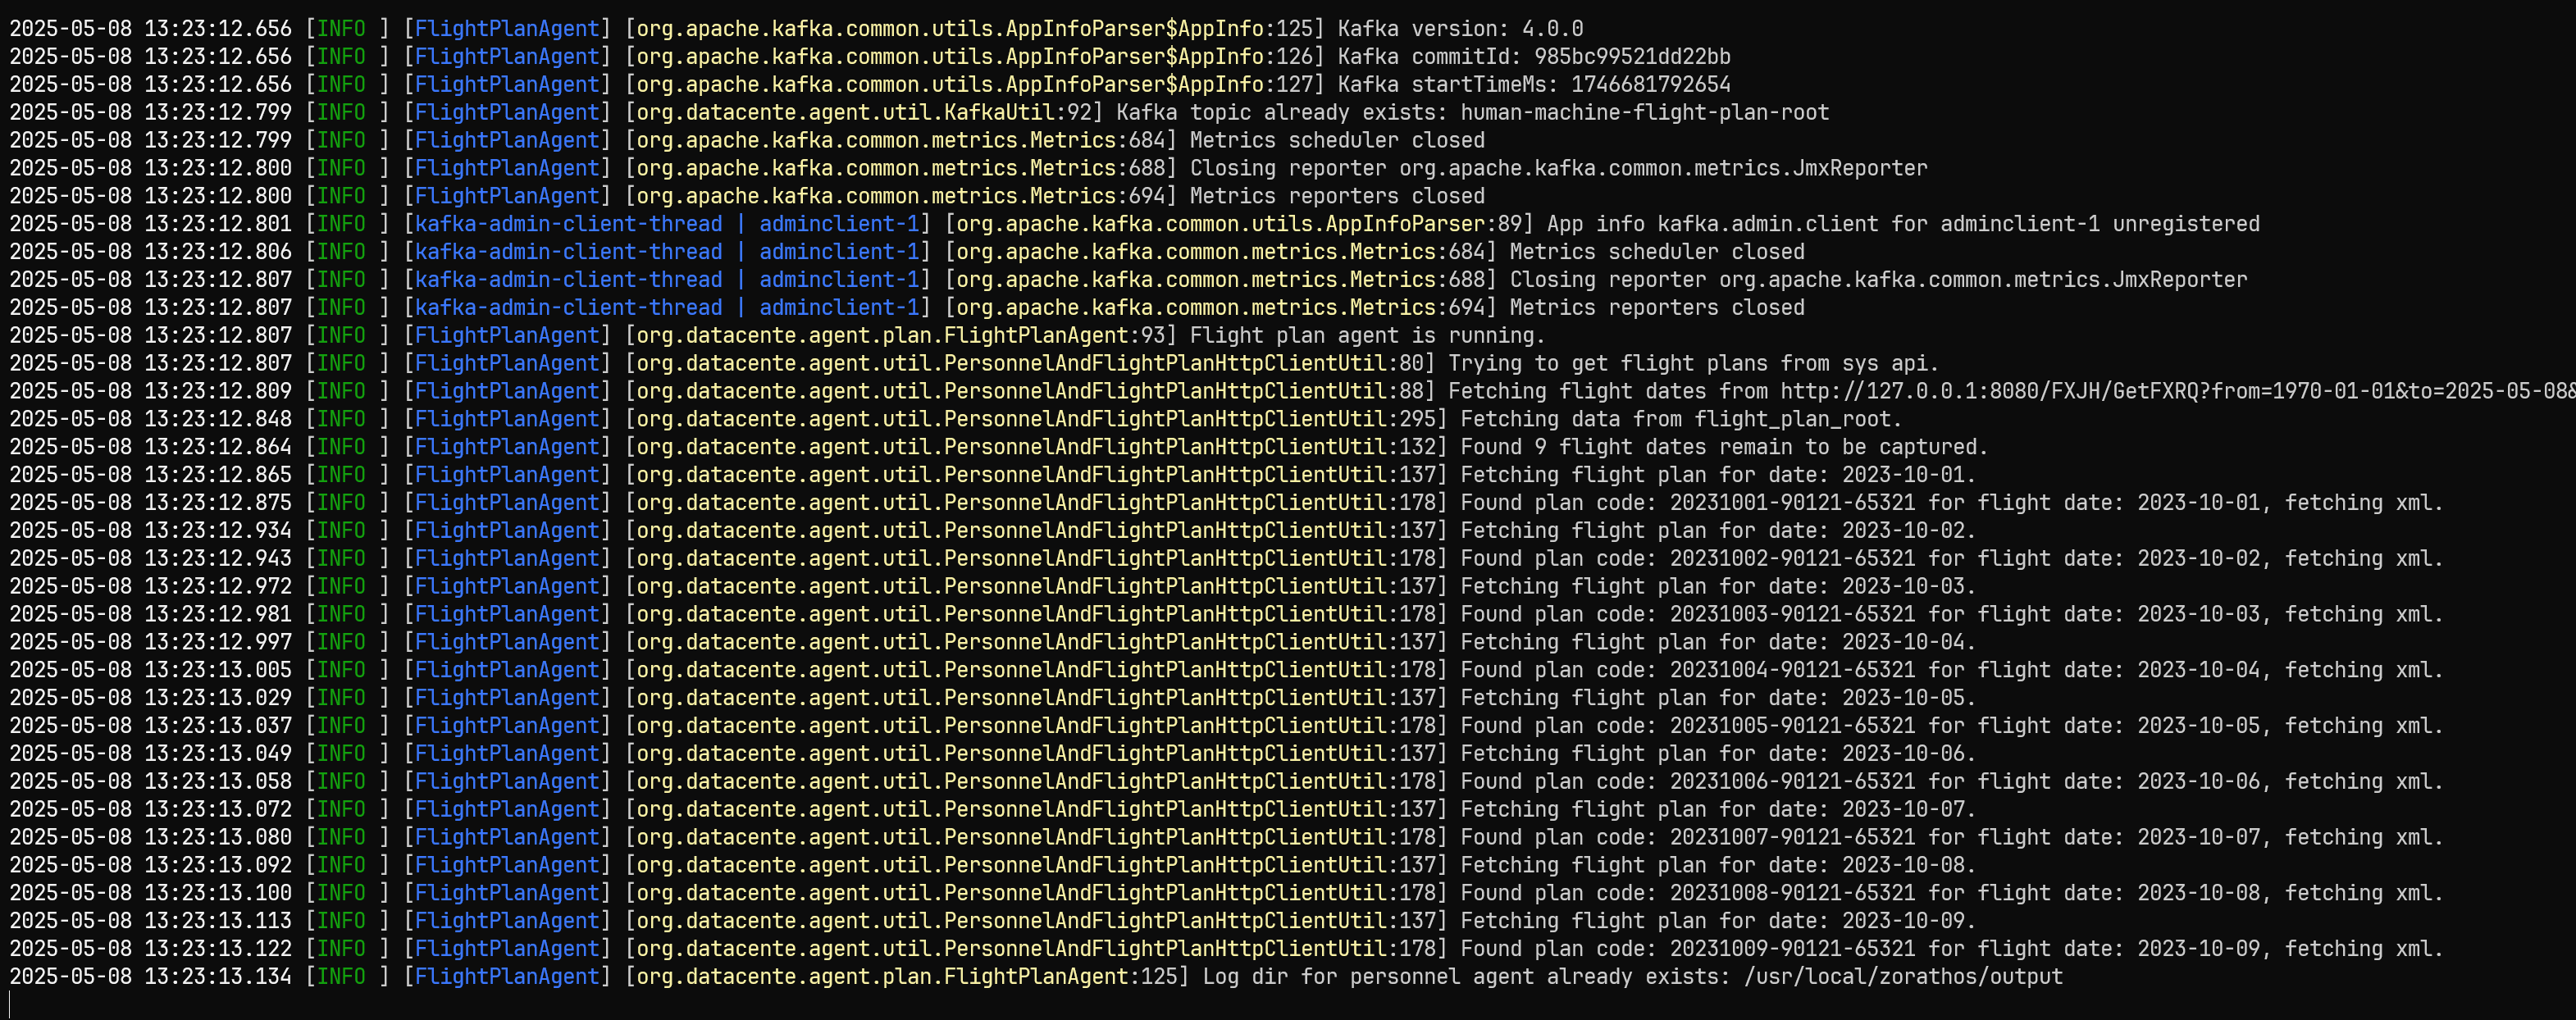 2025-05-08 13:23:12.656 [INFO ] [FlightPlanAgent] [org.apache.kafka.common.utils.AppInfoParser$AppInfo:125] Kafka version: 4.0.0
2025-05-08 13:23:12.656 [INFO ] [FlightPlanAgent] [org.apache.kafka.common.utils.AppInfoParser$AppInfo:126] Kafka commitId: 985bc99521dd22bb
2025-05-08 13:23:12.656 [INFO ] [FlightPlanAgent] [org.apache.kafka.common.utils.AppInfoParser$AppInfo:127] Kafka startTimeMs: 1746681792654
2025-05-08 13:23:12.799 [INFO ] [FlightPlanAgent] [org.datacente.agent.util.KafkaUtil:92] Kafka topic already exists: human-machine-flight-plan-root
2025-05-08 13:23:12.799 [INFO ] [FlightPlanAgent] [org.apache.kafka.common.metrics.Metrics:684] Metrics scheduler closed
2025-05-08 13:23:12.800 [INFO ] [FlightPlanAgent] [org.apache.kafka.common.metrics.Metrics:688] Closing reporter org.apache.kafka.common.metrics.JmxReporter
2025-05-08 13:23:12.800 [INFO ] [FlightPlanAgent] [org.apache.kafka.common.metrics.Metrics:694] Metrics reporters closed
2025-05-08 13:23:12.801 [INFO ] [kafka-admin-client-thread | adminclient-1] [org.apache.kafka.common.utils.AppInfoParser:89] App info kafka.admin.client for adminclient-1 unregistered
2025-05-08 13:23:12.806 [INFO ] [kafka-admin-client-thread | adminclient-1] [org.apache.kafka.common.metrics.Metrics:684] Metrics scheduler closed
2025-05-08 13:23:12.807 [INFO ] [kafka-admin-client-thread | adminclient-1] [org.apache.kafka.common.metrics.Metrics:688] Closing reporter org.apache.kafka.common.metrics.JmxReporter
2025-05-08 13:23:12.807 [INFO ] [kafka-admin-client-thread | adminclient-1] [org.apache.kafka.common.metrics.Metrics:694] Metrics reporters closed
2025-05-08 13:23:12.807 [INFO ] [FlightPlanAgent] [org.datacente.agent.plan.FlightPlanAgent:93] Flight plan agent is running.
2025-05-08 13:23:12.807 [INFO ] [FlightPlanAgent] [org.datacente.agent.util.PersonnelAndFlightPlanHttpClientUtil:80] Trying to get flight plans from sys api.
2025-05-08 13:23:12.809 [INFO ] [FlightPlanAgent] [org.datacente.agent.util.PersonnelAndFlightPlanHttpClientUtil:88] Fetching flight dates from http://127.0.0.1:8080/FXJH/GetFXRQ?from=1970-01-01&to=2025-05-08&
2025-05-08 13:23:12.848 [INFO ] [FlightPlanAgent] [org.datacente.agent.util.PersonnelAndFlightPlanHttpClientUtil:295] Fetching data from flight_plan_root.
2025-05-08 13:23:12.864 [INFO ] [FlightPlanAgent] [org.datacente.agent.util.PersonnelAndFlightPlanHttpClientUtil:132] Found 9 flight dates remain to be captured.
2025-05-08 13:23:12.865 [INFO ] [FlightPlanAgent] [org.datacente.agent.util.PersonnelAndFlightPlanHttpClientUtil:137] Fetching flight plan for date: 2023-10-01.
2025-05-08 13:23:12.875 [INFO ] [FlightPlanAgent] [org.datacente.agent.util.PersonnelAndFlightPlanHttpClientUtil:178] Found plan code: 20231001-90121-65321 for flight date: 2023-10-01, fetching xml.
2025-05-08 13:23:12.934 [INFO ] [FlightPlanAgent] [org.datacente.agent.util.PersonnelAndFlightPlanHttpClientUtil:137] Fetching flight plan for date: 2023-10-02.
2025-05-08 13:23:12.943 [INFO ] [FlightPlanAgent] [org.datacente.agent.util.PersonnelAndFlightPlanHttpClientUtil:178] Found plan code: 20231002-90121-65321 for flight date: 2023-10-02, fetching xml.
2025-05-08 13:23:12.972 [INFO ] [FlightPlanAgent] [org.datacente.agent.util.PersonnelAndFlightPlanHttpClientUtil:137] Fetching flight plan for date: 2023-10-03.
2025-05-08 13:23:12.981 [INFO ] [FlightPlanAgent] [org.datacente.agent.util.PersonnelAndFlightPlanHttpClientUtil:178] Found plan code: 20231003-90121-65321 for flight date: 2023-10-03, fetching xml.
2025-05-08 13:23:12.997 [INFO ] [FlightPlanAgent] [org.datacente.agent.util.PersonnelAndFlightPlanHttpClientUtil:137] Fetching flight plan for date: 2023-10-04.
2025-05-08 13:23:13.005 [INFO ] [FlightPlanAgent] [org.datacente.agent.util.PersonnelAndFlightPlanHttpClientUtil:178] Found plan code: 20231004-90121-65321 for flight date: 2023-10-04, fetching xml.
2025-05-08 13:23:13.029 [INFO ] [FlightPlanAgent] [org.datacente.agent.util.PersonnelAndFlightPlanHttpClientUtil:137] Fetching flight plan for date: 2023-10-05.
2025-05-08 13:23:13.037 [INFO ] [FlightPlanAgent] [org.datacente.agent.util.PersonnelAndFlightPlanHttpClientUtil:178] Found plan code: 20231005-90121-65321 for flight date: 2023-10-05, fetching xml.
2025-05-08 13:23:13.049 [INFO ] [FlightPlanAgent] [org.datacente.agent.util.PersonnelAndFlightPlanHttpClientUtil:137] Fetching flight plan for date: 2023-10-06.
2025-05-08 13:23:13.058 [INFO ] [FlightPlanAgent] [org.datacente.agent.util.PersonnelAndFlightPlanHttpClientUtil:178] Found plan code: 20231006-90121-65321 for flight date: 2023-10-06, fetching xml.
2025-05-08 13:23:13.072 [INFO ] [FlightPlanAgent] [org.datacente.agent.util.PersonnelAndFlightPlanHttpClientUtil:137] Fetching flight plan for date: 2023-10-07.
2025-05-08 13:23:13.080 [INFO ] [FlightPlanAgent] [org.datacente.agent.util.PersonnelAndFlightPlanHttpClientUtil:178] Found plan code: 20231007-90121-65321 for flight date: 2023-10-07, fetching xml.
2025-05-08 13:23:13.092 [INFO ] [FlightPlanAgent] [org.datacente.agent.util.PersonnelAndFlightPlanHttpClientUtil:137] Fetching flight plan for date: 2023-10-08.
2025-05-08 13:23:13.100 [INFO ] [FlightPlanAgent] [org.datacente.agent.util.PersonnelAndFlightPlanHttpClientUtil:178] Found plan code: 20231008-90121-65321 for flight date: 2023-10-08, fetching xml.
2025-05-08 13:23:13.113 [INFO ] [FlightPlanAgent] [org.datacente.agent.util.PersonnelAndFlightPlanHttpClientUtil:137] Fetching flight plan for date: 2023-10-09.
2025-05-08 13:23:13.122 [INFO ] [FlightPlanAgent] [org.datacente.agent.util.PersonnelAndFlightPlanHttpClientUtil:178] Found plan code: 20231009-90121-65321 for flight date: 2023-10-09, fetching xml.
2025-05-08 13:23:13.134 [INFO ] [FlightPlanAgent] [org.datacente.agent.plan.FlightPlanAgent:125] Log dir for personnel agent already exists: /usr/local/zorathos/output